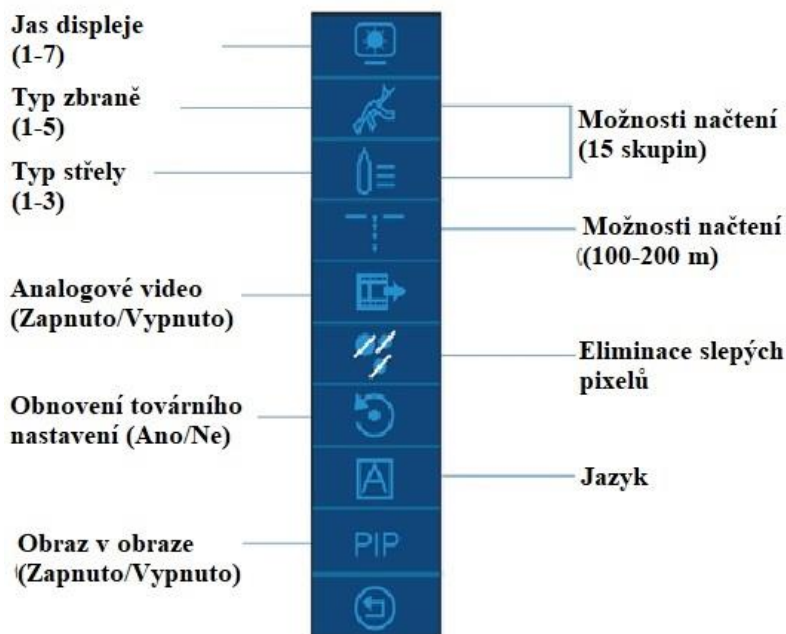 Jas displeje
(1-7)
Typ zbraně
(1-5)
Typ střely
(1-3)
Analogové video
(Zapnuto/Vypnuto)
Obnovení továrního
nastavení (Ano/Ne)
Obraz v obraze
(Zapnuto/Vypnuto)
A
PIP
Možnosti načtení
(15 skupin)
Možnosti načtení
((100-200 m)
Eliminace slepých
pixelů
Jazyk